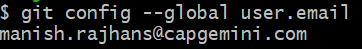 $ git config --global user.email
manish.rajhans@capgemini.com